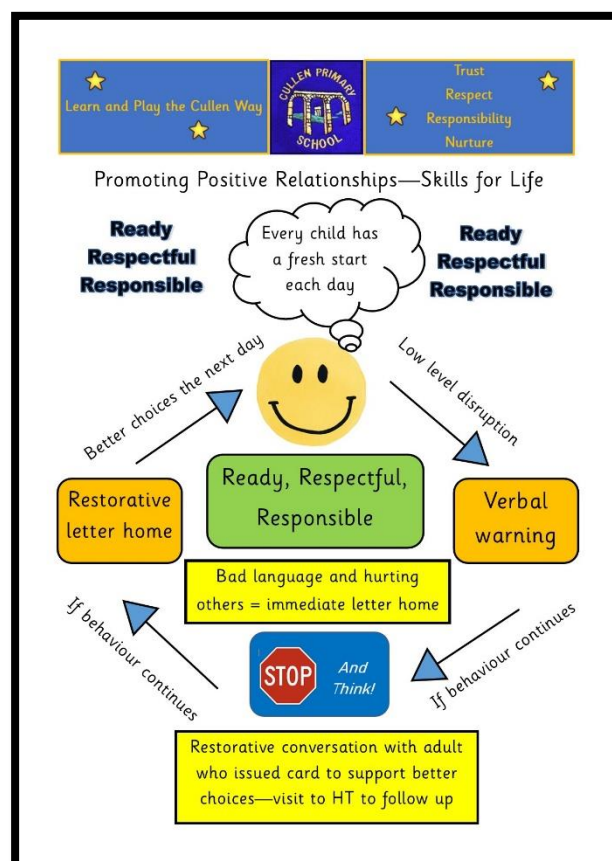 Learn and Play the Cullen Way
CULLEN PRIMARY
SCHOOL
Trust
Respect
Responsibility
Nurture
Promoting Positive Relationships—Skills for Life
Ready
Respectful
Responsible
Every child has
a fresh start
each day
Ready
Respectful
Responsible
Better choices the next day
Low level disruption
Restorative
letter home
Ready, Respectful,
Responsible
Verbal
warning
Bad language and hurting
others = immediate letter home
If behaviour continues
STOP
And
Think!
If behaviour continues
Restorative conversation with adult
who issued card to support better
choices—visit to HT to follow up